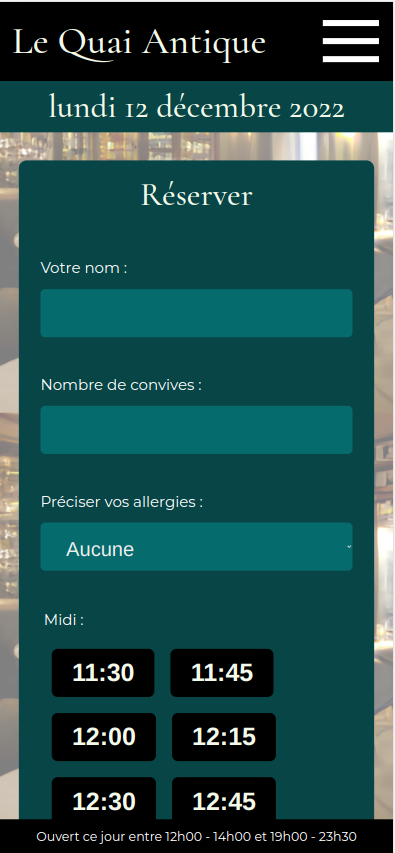 Le Quai Antique
lundi 12 décembre 2022
Réserver
Votre nom :
Nombre de convives :
Préciser vos allergies :
Aucune
Midi :
11:30 11:45
12:00 12:15
12:30 12:45
Ouvert ce jour entre 12h00 - 14h00 et 19h00 - 23h30